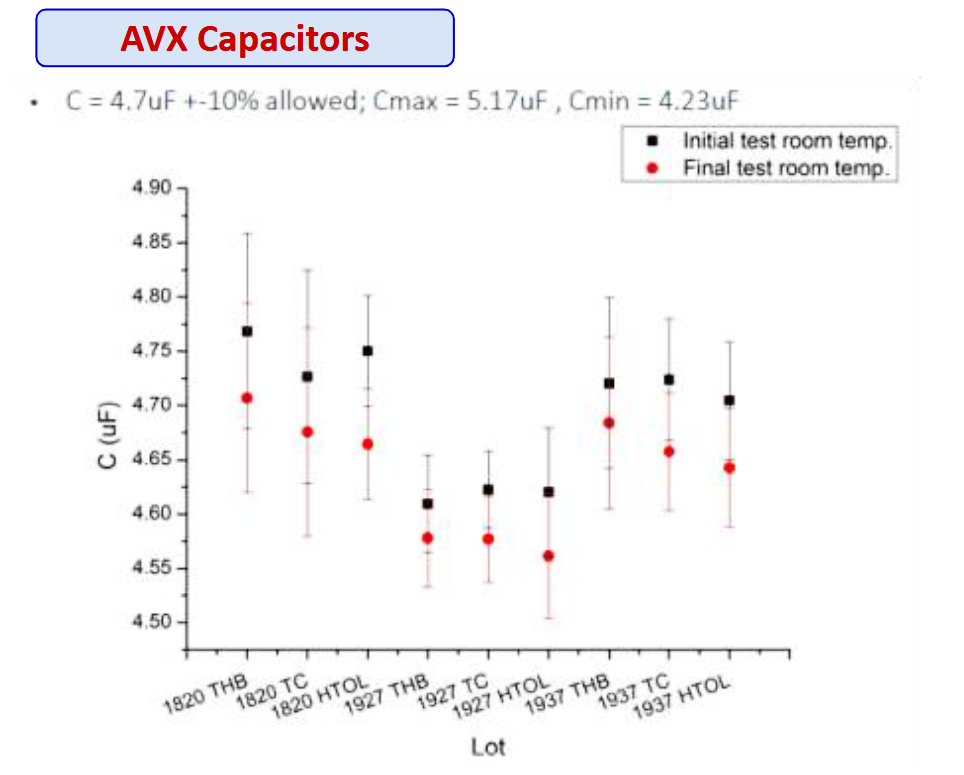 AVX Capacitors
• C = 4.7uF +-10% allowed; Cmax = 5.17uF , Cmin = 4.23uF
Initial test room temp.
Final test room temp.
4.90
4.85
4.80
4.75
4.70
4.65
4.60
4.55
4.50
C (uF)
1820 THB
1820 TC
1820 HTOL
1927 THB
1927 TC
1927 HTOL
1937 THB
1937 TC
1937 HTOL
Lot